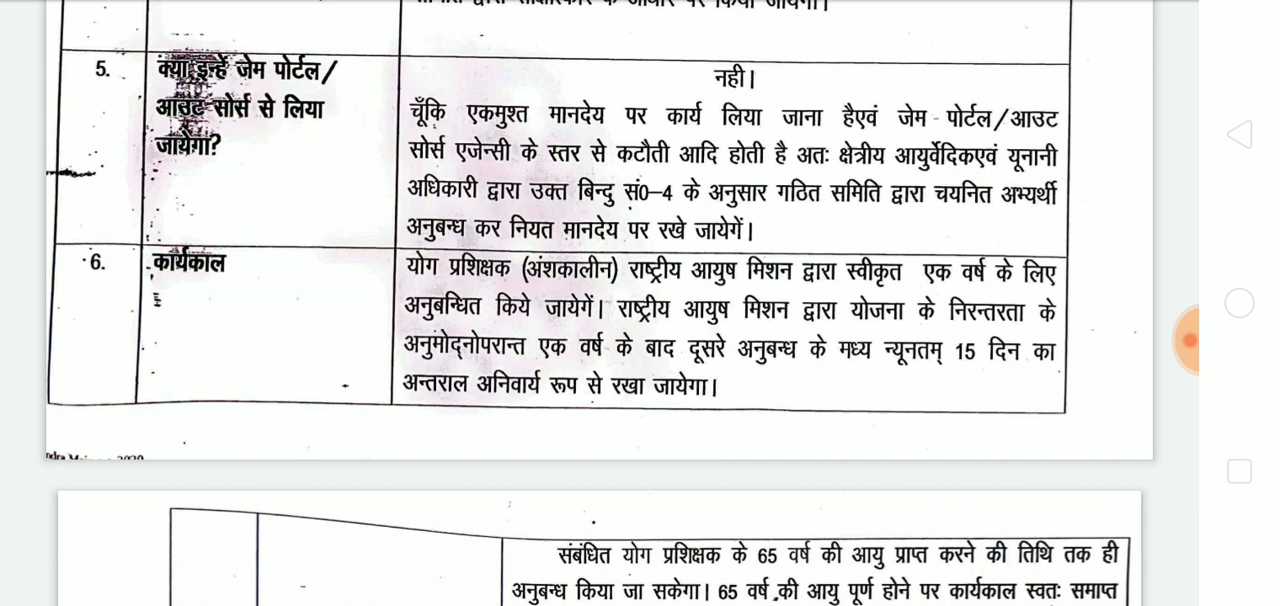 5.
क्या इन्हें जेम पोर्टल/
आउट सोर्स से लिया
जायेगा?
नही।
चूँकि एकमुश्त मानदेय पर कार्य लिया जाना हैएवं जेम - पोर्टल/आउट
सोर्स एजेन्सी के स्तर से कटौती आदि होती है अतः क्षेत्रीय आयुर्वेदिकएवं यूनानी
अधिकारी द्वारा उक्त बिन्दु सं0–4 के अनुसार गठित समिति द्वारा चयनित अभ्यर्थी
अनुबन्ध कर नियत मानदेय पर रखे जायेगें।
6.
कार्यकाल
योग प्रशिक्षक (अंशकालीन) राष्ट्रीय आयुष मिशन द्वारा स्वीकृत एक वर्ष के लिए
अनुबन्धित किये जायेगें। राष्ट्रीय आयुष मिशन द्वारा योजना के निरन्तरता के
अनुमोद्नोपरान्त एक वर्ष के बाद दूसरे अनुबन्ध के मध्य न्यूनतम् 15 दिन का
अन्तराल अनिवार्य रूप से रखा जायेगा।
संबंधित योग प्रशिक्षक के 65 वर्ष की आयु प्राप्त करने की तिथि तक ही
अनुबन्ध किया जा सकेगा। 65 वर्ष की आयु पूर्ण होने पर कार्यकाल स्वतः समाप्त